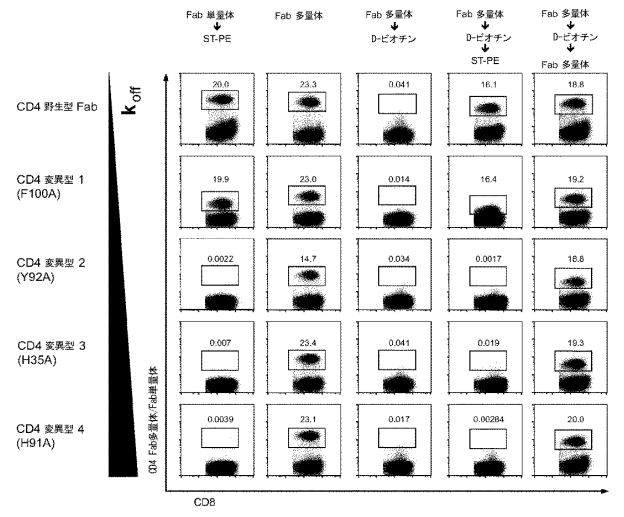 Fab 単量体
↓
ST-PE
Fab 多量体
Fab 多量体
↓
D-ビオチン
Fab 多量体
↓
D-ビオチン
↓
ST-PE
Fab 多量体
↓
D-ビオチン
↓
Fab 多量体
koff
CD4 野生型 Fab
20.0 23.3 0.041 16.1 18.8
CD4 変異型 1
(F100A)
19.9 23.0 0.014 16.4 19.2
CD4 変異型 2
(Y92A)
0.0022 14.7 0.034 0.0017 18.8
CD4 変異型 3
(H35A)
0.007 23.4 0.041 0.019 19.3
CD4 変異型 4
(H91A)
0.0039 23.1 0.017 0.00284 20.0
CD4 Fab多量体/Fab単量体
CD8